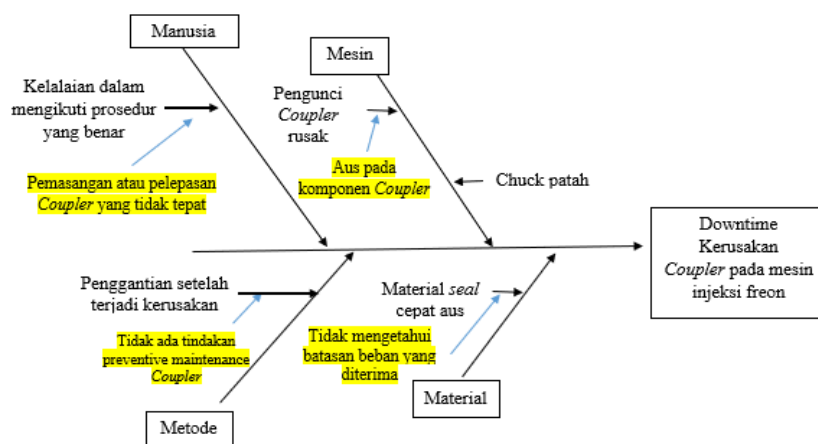 Manusia
Mesin
Kelalaian dalam
mengikuti prosedur
yang benar
Pengunci
Coupler
rusak
Pemasangan atau pelepasan
Coupler yang tidak tepat
Aus pada
komponen Coupler
Chuck patah
Downtime
Kerusakan
Coupler pada mesin
injeksi freon
Penggantian setelah
terjadi kerusakan
Material seal
cepat aus
Tidak ada tindakan
preventive maintenance
Coupler
Tidak mengetahui
batasan beban yang
diterima
Metode
Material